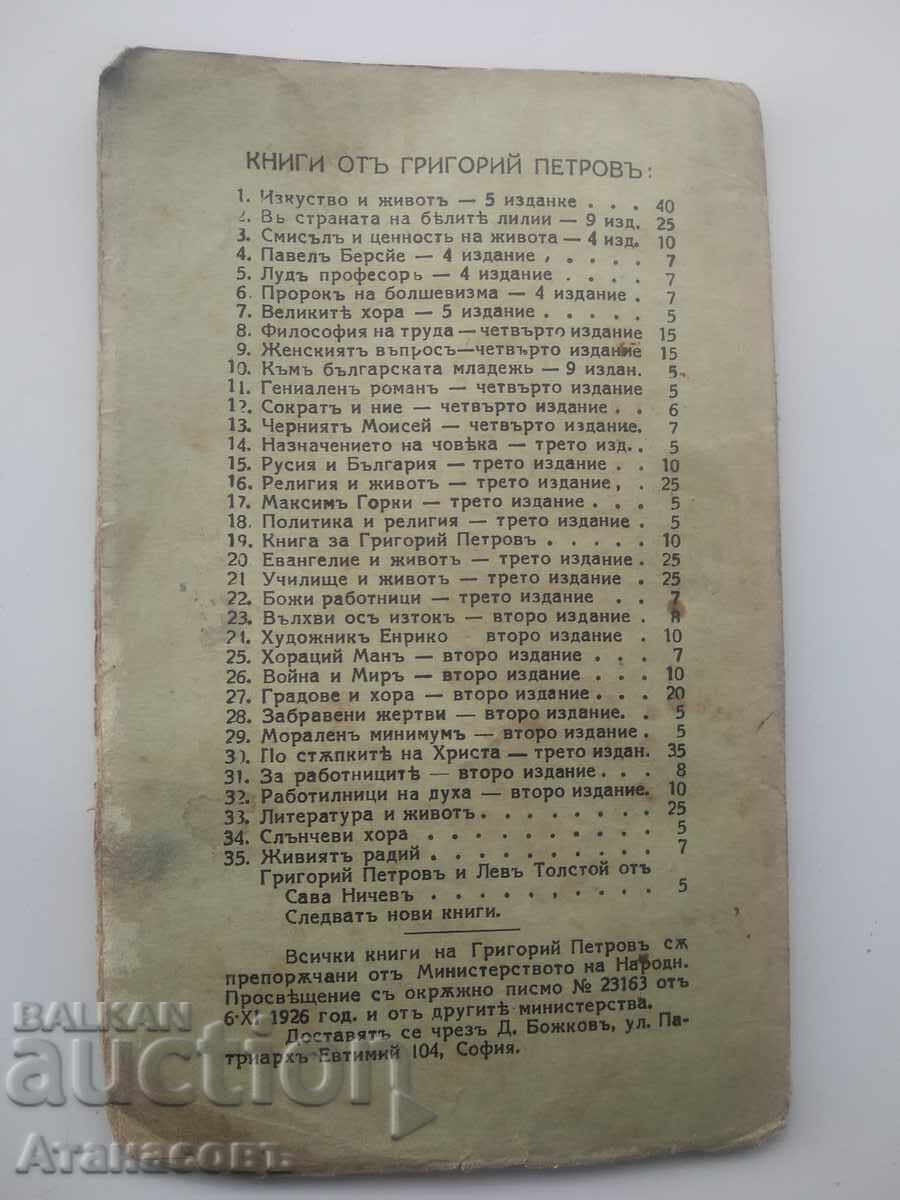 КНИГИ ОТЪ ГРИГОРИЙ ПЕТРОВЪ:
1. Изкуство и животъ — 5 изданке . . . 40
2. Въ страната на бѣлитѣ лилии — 9 изд. 25
3. Смисълъ и ценность на живота — 4 изд. 10
4. Павелъ Берсйе — 4 издание . . . . . 7
5. Лудъ професоръ — 4 издание . . . . 7
6. Пророкъ на болшевизма — 4 издание . 7
7. Великитѣ хора — 5 издание . . . . . 5
8. Философия на труда — четвърто издание 15
9. Женскиятъ въпросъ — четвърто издание 15
10. Къмъ българската младежь — 9 издан. 5
11. Гениаленъ романъ — четвърто издание 5
12. Сократъ и ние — четвърто издание . . 6
13. Черниятъ Моисей — четвърто издание. 7
14. Назначението на човѣка — трето изд. . 5
15. Русия и България — трето издание . . 10
16. Религия и животъ — трето издание, . 25
17. Максимъ Горки — трето издание . . . 5
18. Политика и религия — трето издание . 5
19. Книга за Григорий Петровъ . . . . . 10
20. Евангелие и животъ — трето издание . 25
21 Училище и животъ — трето издание . 25
22. Божи работници — трето издание . . 7
23. Вълхви осъ изтокъ — второ издание . 8
24. Художникъ Енрико второ издание . 10
25. Хораций Манъ — второ издание . . . 7
26. Война и Миръ — второ издание . . . 10
27. Градове и хора — второ издание . . . 20
28. Забравени жертви — второ издание. . 5
29. Мораленъ минимумъ — второ издание . 5
30. По стѫпкитѣ на Христа — трето издан. 35
31. За работницитѣ — второ издание . . . 8
32. Работилници на духа — второ издание. 10
33. Литература и животъ . . . . . . . . 25
34. Слънчеви хора . . . . . . . . . . 5
35. Живиятъ радий . . . . . . . . . . 7
Григорий Петровъ и Левъ Толстой отъ
Сава Ничевъ . . . . . . . . . . 5
Следватъ нови книги.
Всички книги на Григорий Петровъ сѫ
препорѫчани отъ Министерството на Народн.
Просвѣщение съ окрѫжно писмо № 23163 отъ
6·XI 1926 год. и отъ другитѣ министерства.
Доставятъ се чрезъ Д. Божковъ, ул. Па-
триархъ Евтимий 104, София.
BALKAN
auction
Атанасовъ